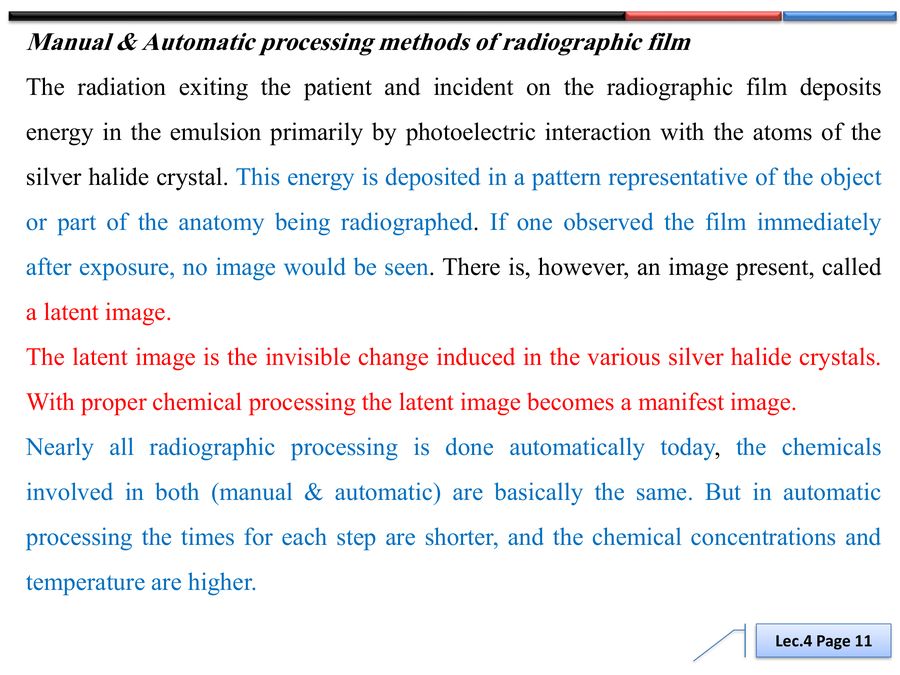 Manual & Automatic processing methods of radiographic film
The radiation exiting the patient and incident on the radiographic film deposits
energy in the emulsion primarily by photoelectric interaction with the atoms of the
silver halide crystal. This energy is deposited in a pattern representative of the object
or part of the anatomy being radiographed. If one observed the film immediately
after exposure, no image would be seen. There is, however, an image present, called
a latent image.
The latent image is the invisible change induced in the various silver halide crystals.
With proper chemical processing the latent image becomes a manifest image.
Nearly all radiographic processing is done automatically today, the chemicals
involved in both (manual & automatic) are basically the same. But in automatic
processing the times for each step are shorter, and the chemical concentrations and
temperature are higher.
Lec.4 Page 11